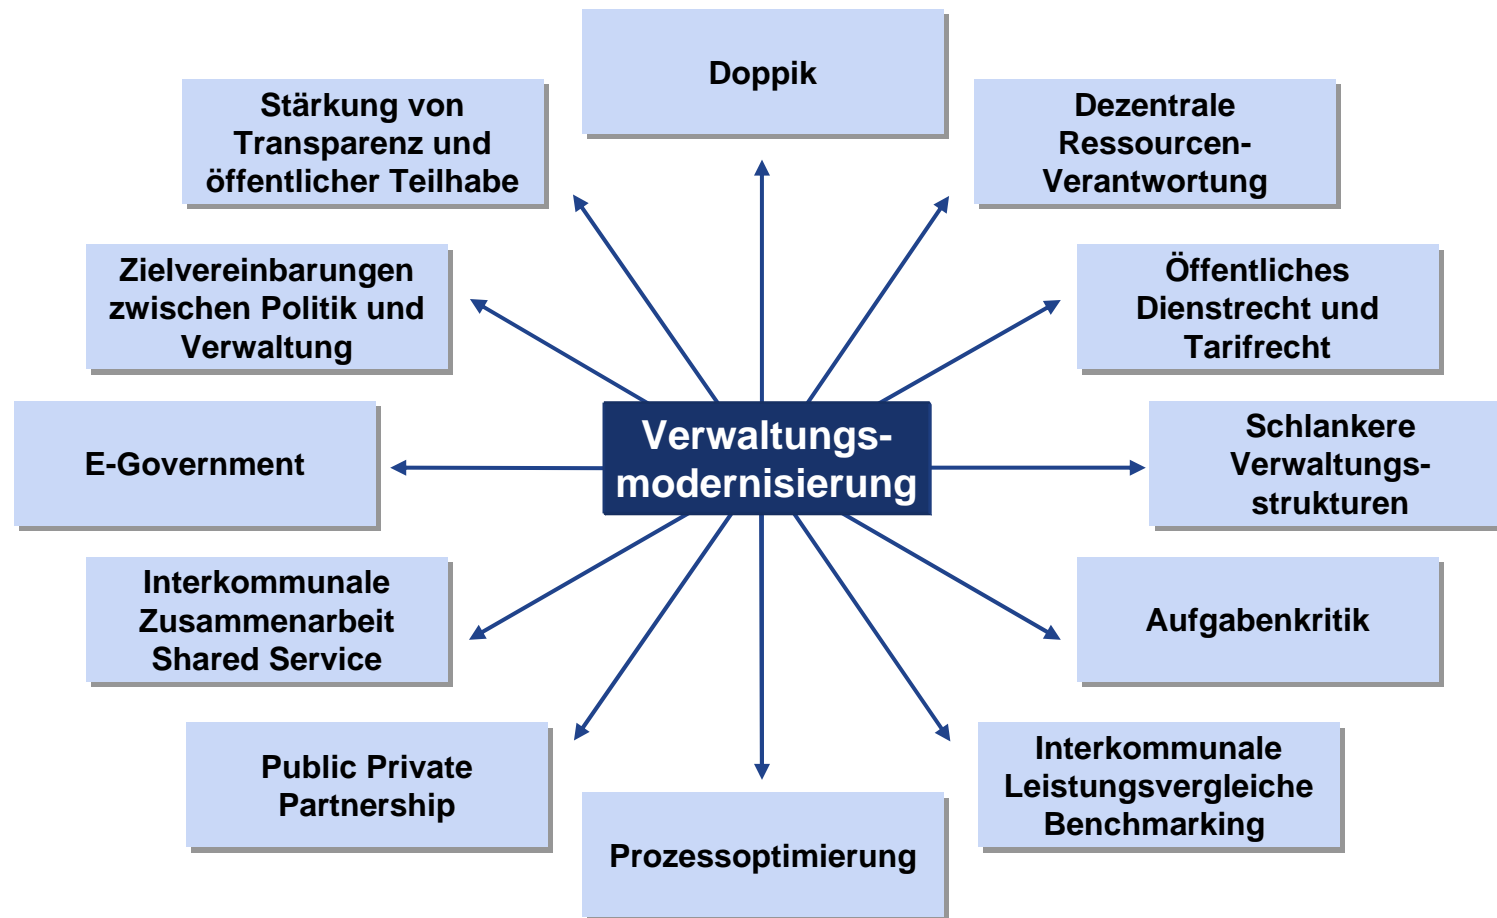 Doppik
Stärkung von
Transparenz und
öffentlicher Teilhabe
Dezentrale
Ressourcen-
Verantwortung
Zielvereinbarungen
zwischen Politik und
Verwaltung
Öffentliches
Dienstrecht und
Tarifrecht
E-Government
Verwaltungs-
modernisierung
Schlankere
Verwaltungs-
strukturen
Interkommunale
Zusammenarbeit
Shared Service
Aufgabenkritik
Public Private
Partnership
Prozessoptimierung
Interkommunale
Leistungsvergleiche
Benchmarking